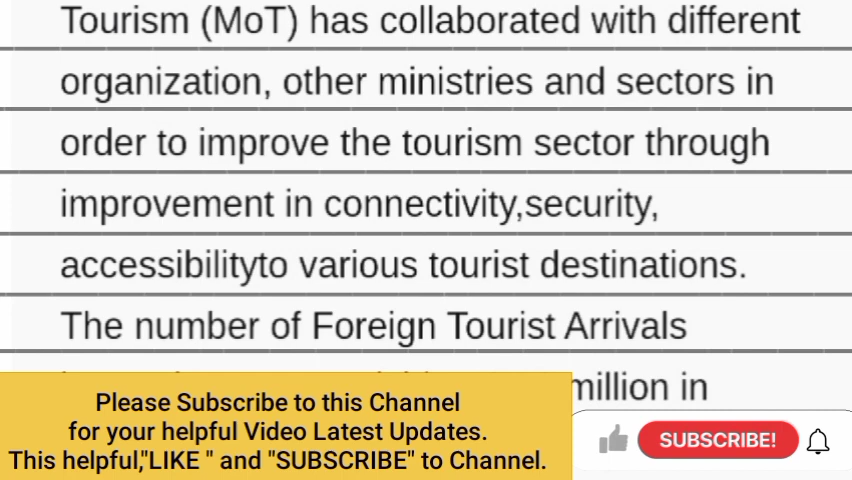 Tourism (MoT) has collaborated with different
organization, other ministries and sectors in
order to improve the tourism sector through
improvement in connectivity,security,
accessibilityto various tourist destinations.
The number of Foreign Tourist Arrivals
million in
Please Subscribe to this Channel
for your helpful Video Latest Updates.
This helpful,"LIKE " and "SUBSCRIBE" to Channel.
SUBSCRIBE!